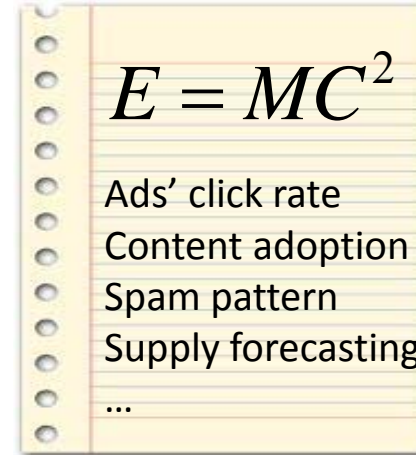 E = MC²
Ads' click rate
Content adoption
Spam pattern
Supply forecasting
...